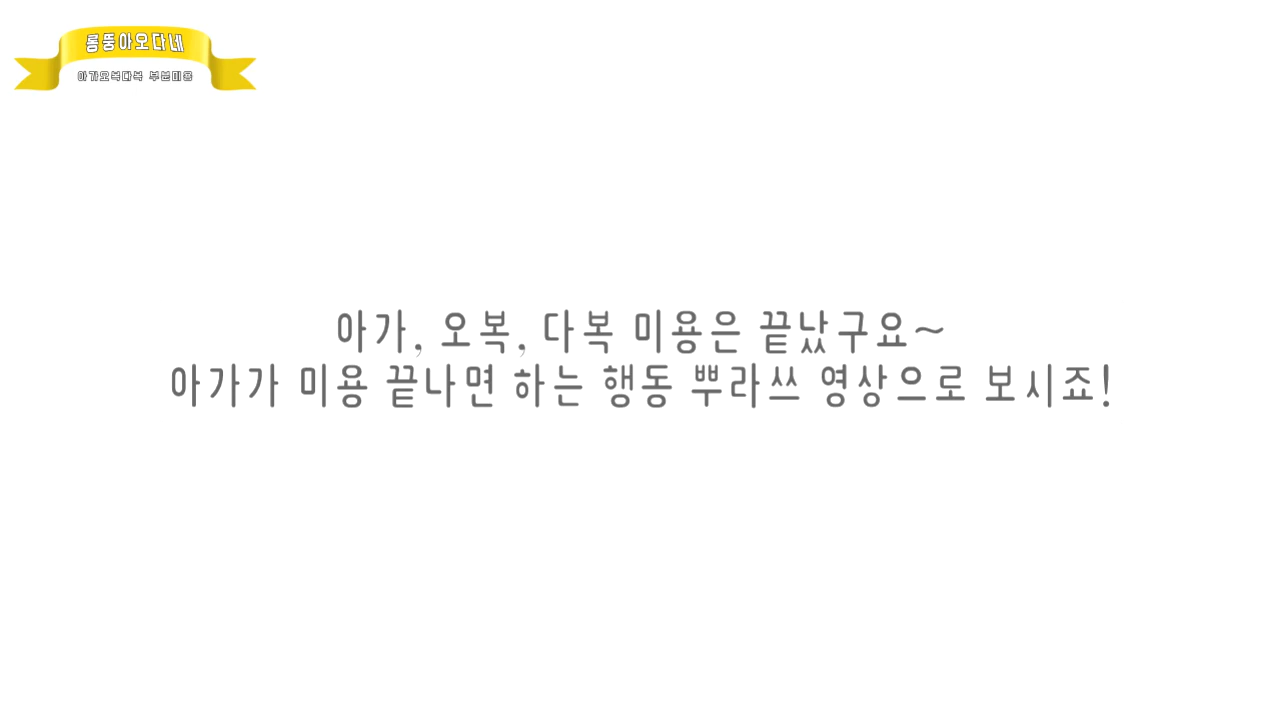 롱뚱아오다네
아가오복다복 부분미용
아가, 오복, 다복 미용은 끝났구요~
아가가 미용 끝나면 하는 행동 뿌라쓰 영상으로 보시죠!